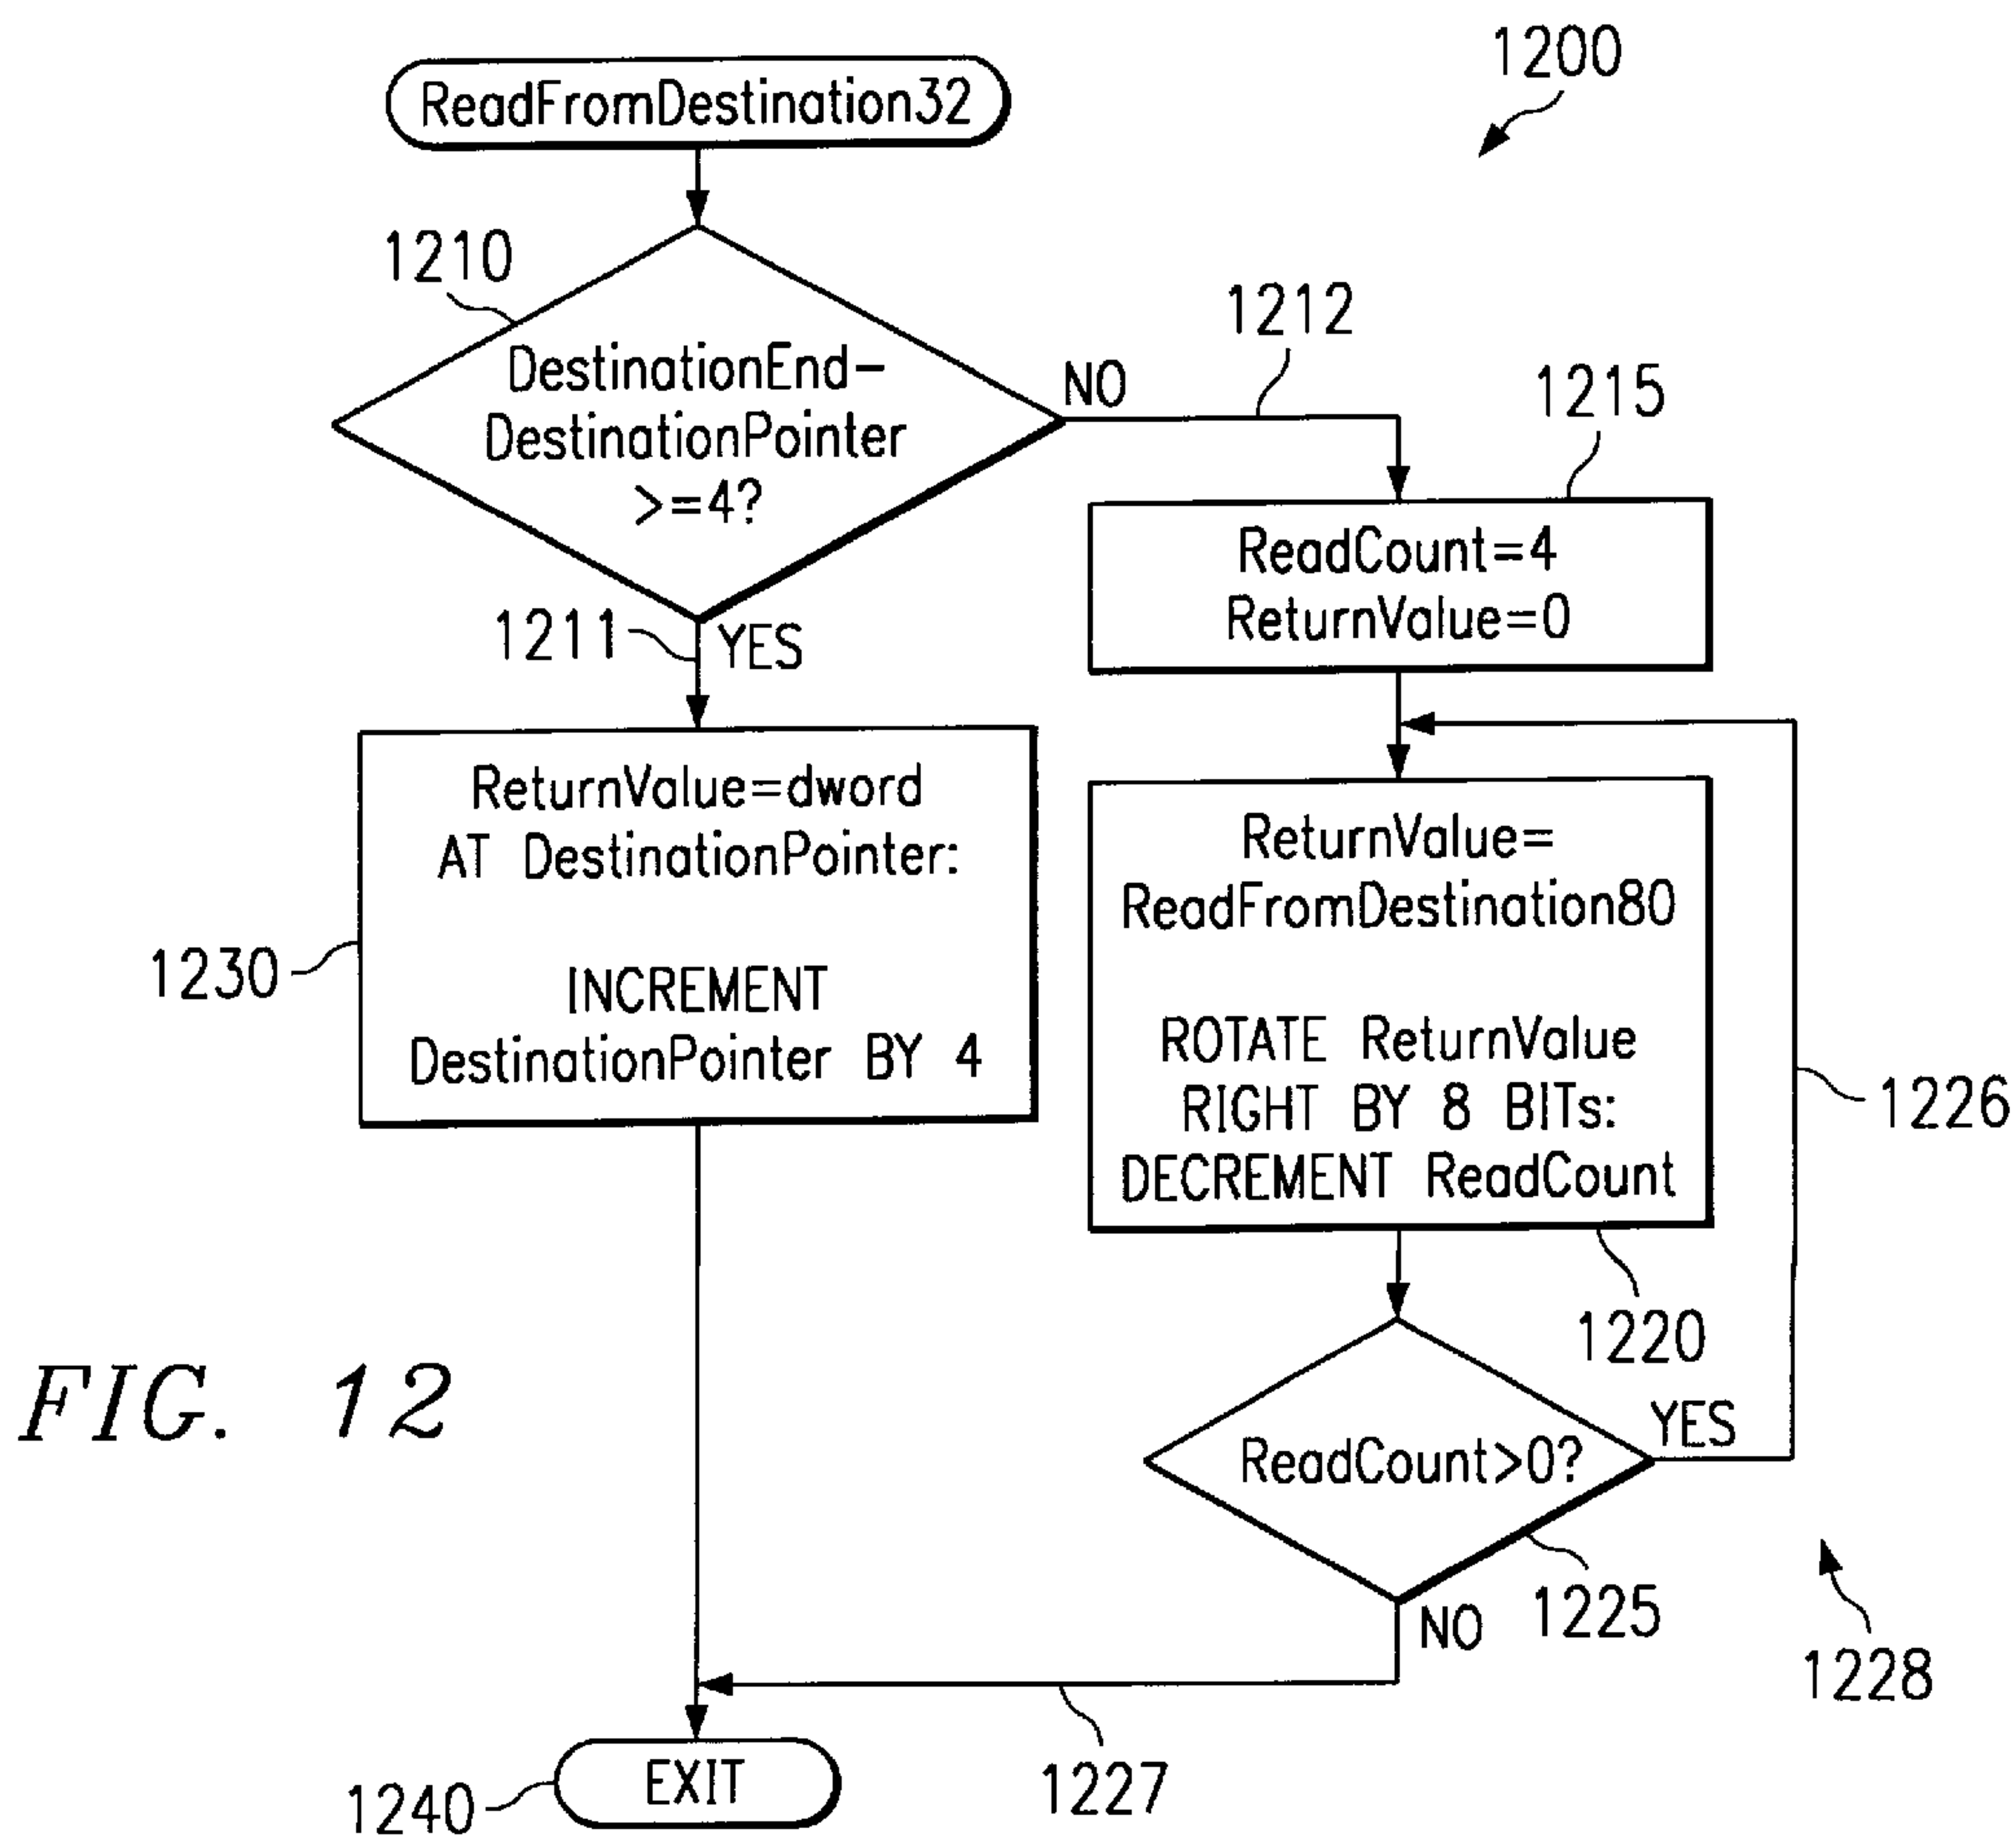 1200
ReadFromDestination32
1210
DestinationEnd-
DestinationPointer
>=4?
NO
1212
1215
ReadCount=4
ReturnValue=0
1211
YES
ReturnValue=dword
AT DestinationPointer:
INCREMENT
DestinationPointer BY 4
1230
ReturnValue=
ReadFromDestination80
ROTATE ReturnValue
RIGHT BY 8 BITs:
DECREMENT ReadCount
1226
1220
ReadCount>0?
YES
1225
NO
1228
1227
EXIT
1240
FIG. 12